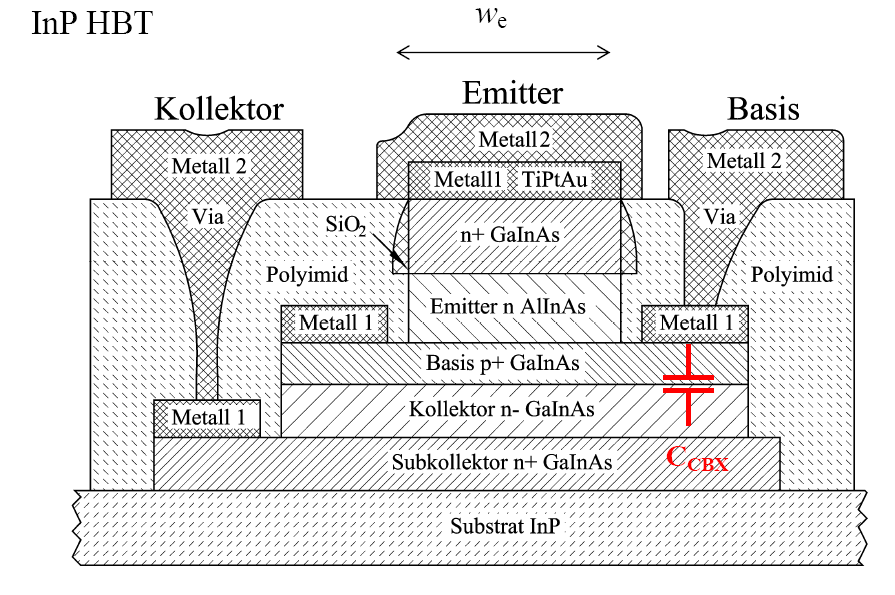 InP HBT
we
Kollektor
Emitter
Basis
Metall 2
Metall2
Metall 2
Metall1 TiPtAu
Via
Via
SiO2
n+ GaInAs
Polyimid
Polyimid
Emitter n AlInAs
Metall 1
Metall 1
Basis p+ GaInAs
Kollektor n- GaInAs
Metall 1
Subkollektor n+ GaInAs
CCBX
Substrat InP